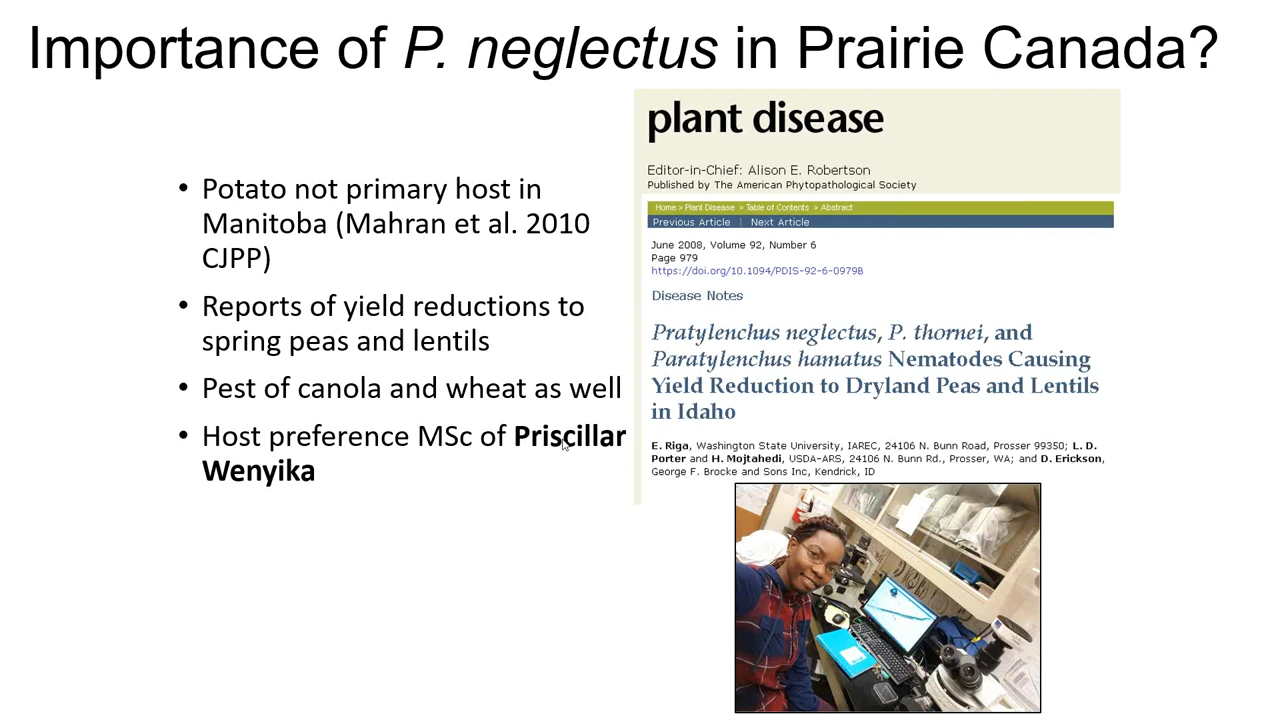 Importance of P. neglectus in Prairie Canada?
• Potato not primary host in
Manitoba (Mahran et al. 2010
CJPP)
• Reports of yield reductions to
spring peas and lentils
• Pest of canola and wheat as well
• Host preference MSc of Priscillar
Wenyika
plant disease
Editor-in-Chief: Alison E. Robertson
Published by The American Phytopathological Society
Home > Plant Disease > Table of Contents > Abstract
Previous Article | Next Article
June 2008, Volume 92, Number 6
Page 979
https://doi.org/10.1094/PDIS-92-6-0979B
Disease Notes
Pratylenchus neglectus, P. thornei, and
Paratylenchus hamatus Nematodes Causing
Yield Reduction to Dryland Peas and Lentils
in Idaho
E. Riga, Washington State University, IAREC, 24106 N. Bunn Road, Prosser 99350; L. D.
Porter and H. Mojtahedi, USDA-ARS, 24106 N. Bunn Rd., Prosser, WA; and D. Erickson,
George F. Brocke and Sons Inc, Kendrick, ID